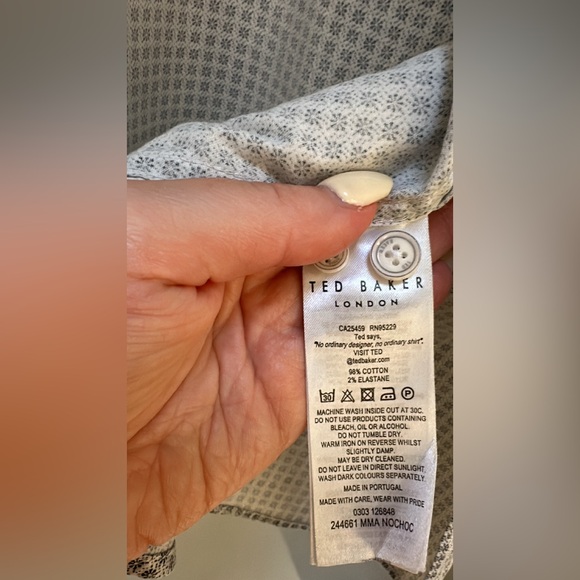 TED BAKER
LONDON
CA25459 RN95229
Ted says,
"No ordinary designer, no ordinary shirt".
VISIT TED
@tedbaker.com
98% COTTON
2% ELASTANE
30 P
MACHINE WASH INSIDE OUT AT 30C.
DO NOT USE PRODUCTS CONTAINING
BLEACH, OIL OR ALCOHOL.
DO NOT TUMBLE DRY.
WARM IRON ON REVERSE WHILST
SLIGHTLY DAMP.
MAY BE DRY CLEANED.
DO NOT LEAVE IN DIRECT SUNLIGHT.
WASH DARK COLOURS SEPARATELY.
MADE IN PORTUGAL
MADE WITH CARE, WEAR WITH PRIDE
0303 126848
244661 MMA NOCHOC